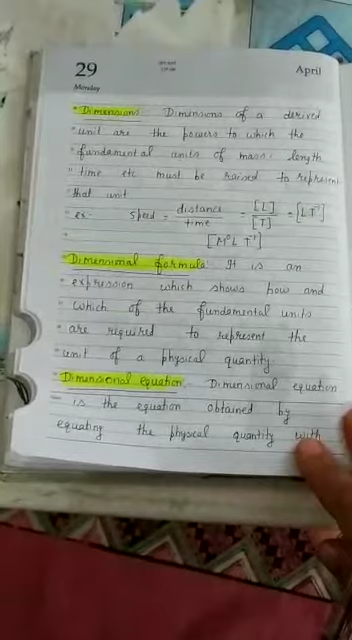 29
April
Monday
Dimensions Dimensions of a derived
unit are the powers to which the
fundamental units of mass, length
time etc must be raised to represent
that unit
ex- Speed = distance/time = [L]/[T] = [LT⁻¹]
[M⁰L T⁻¹]
Dimensional formula: It is an
expression which shows how and
which of the fundamental units
are required to represent the
unit of a physical quantity.
Dimensional equation Dimensional equation
is the equation obtained by
equating the physical quantity with